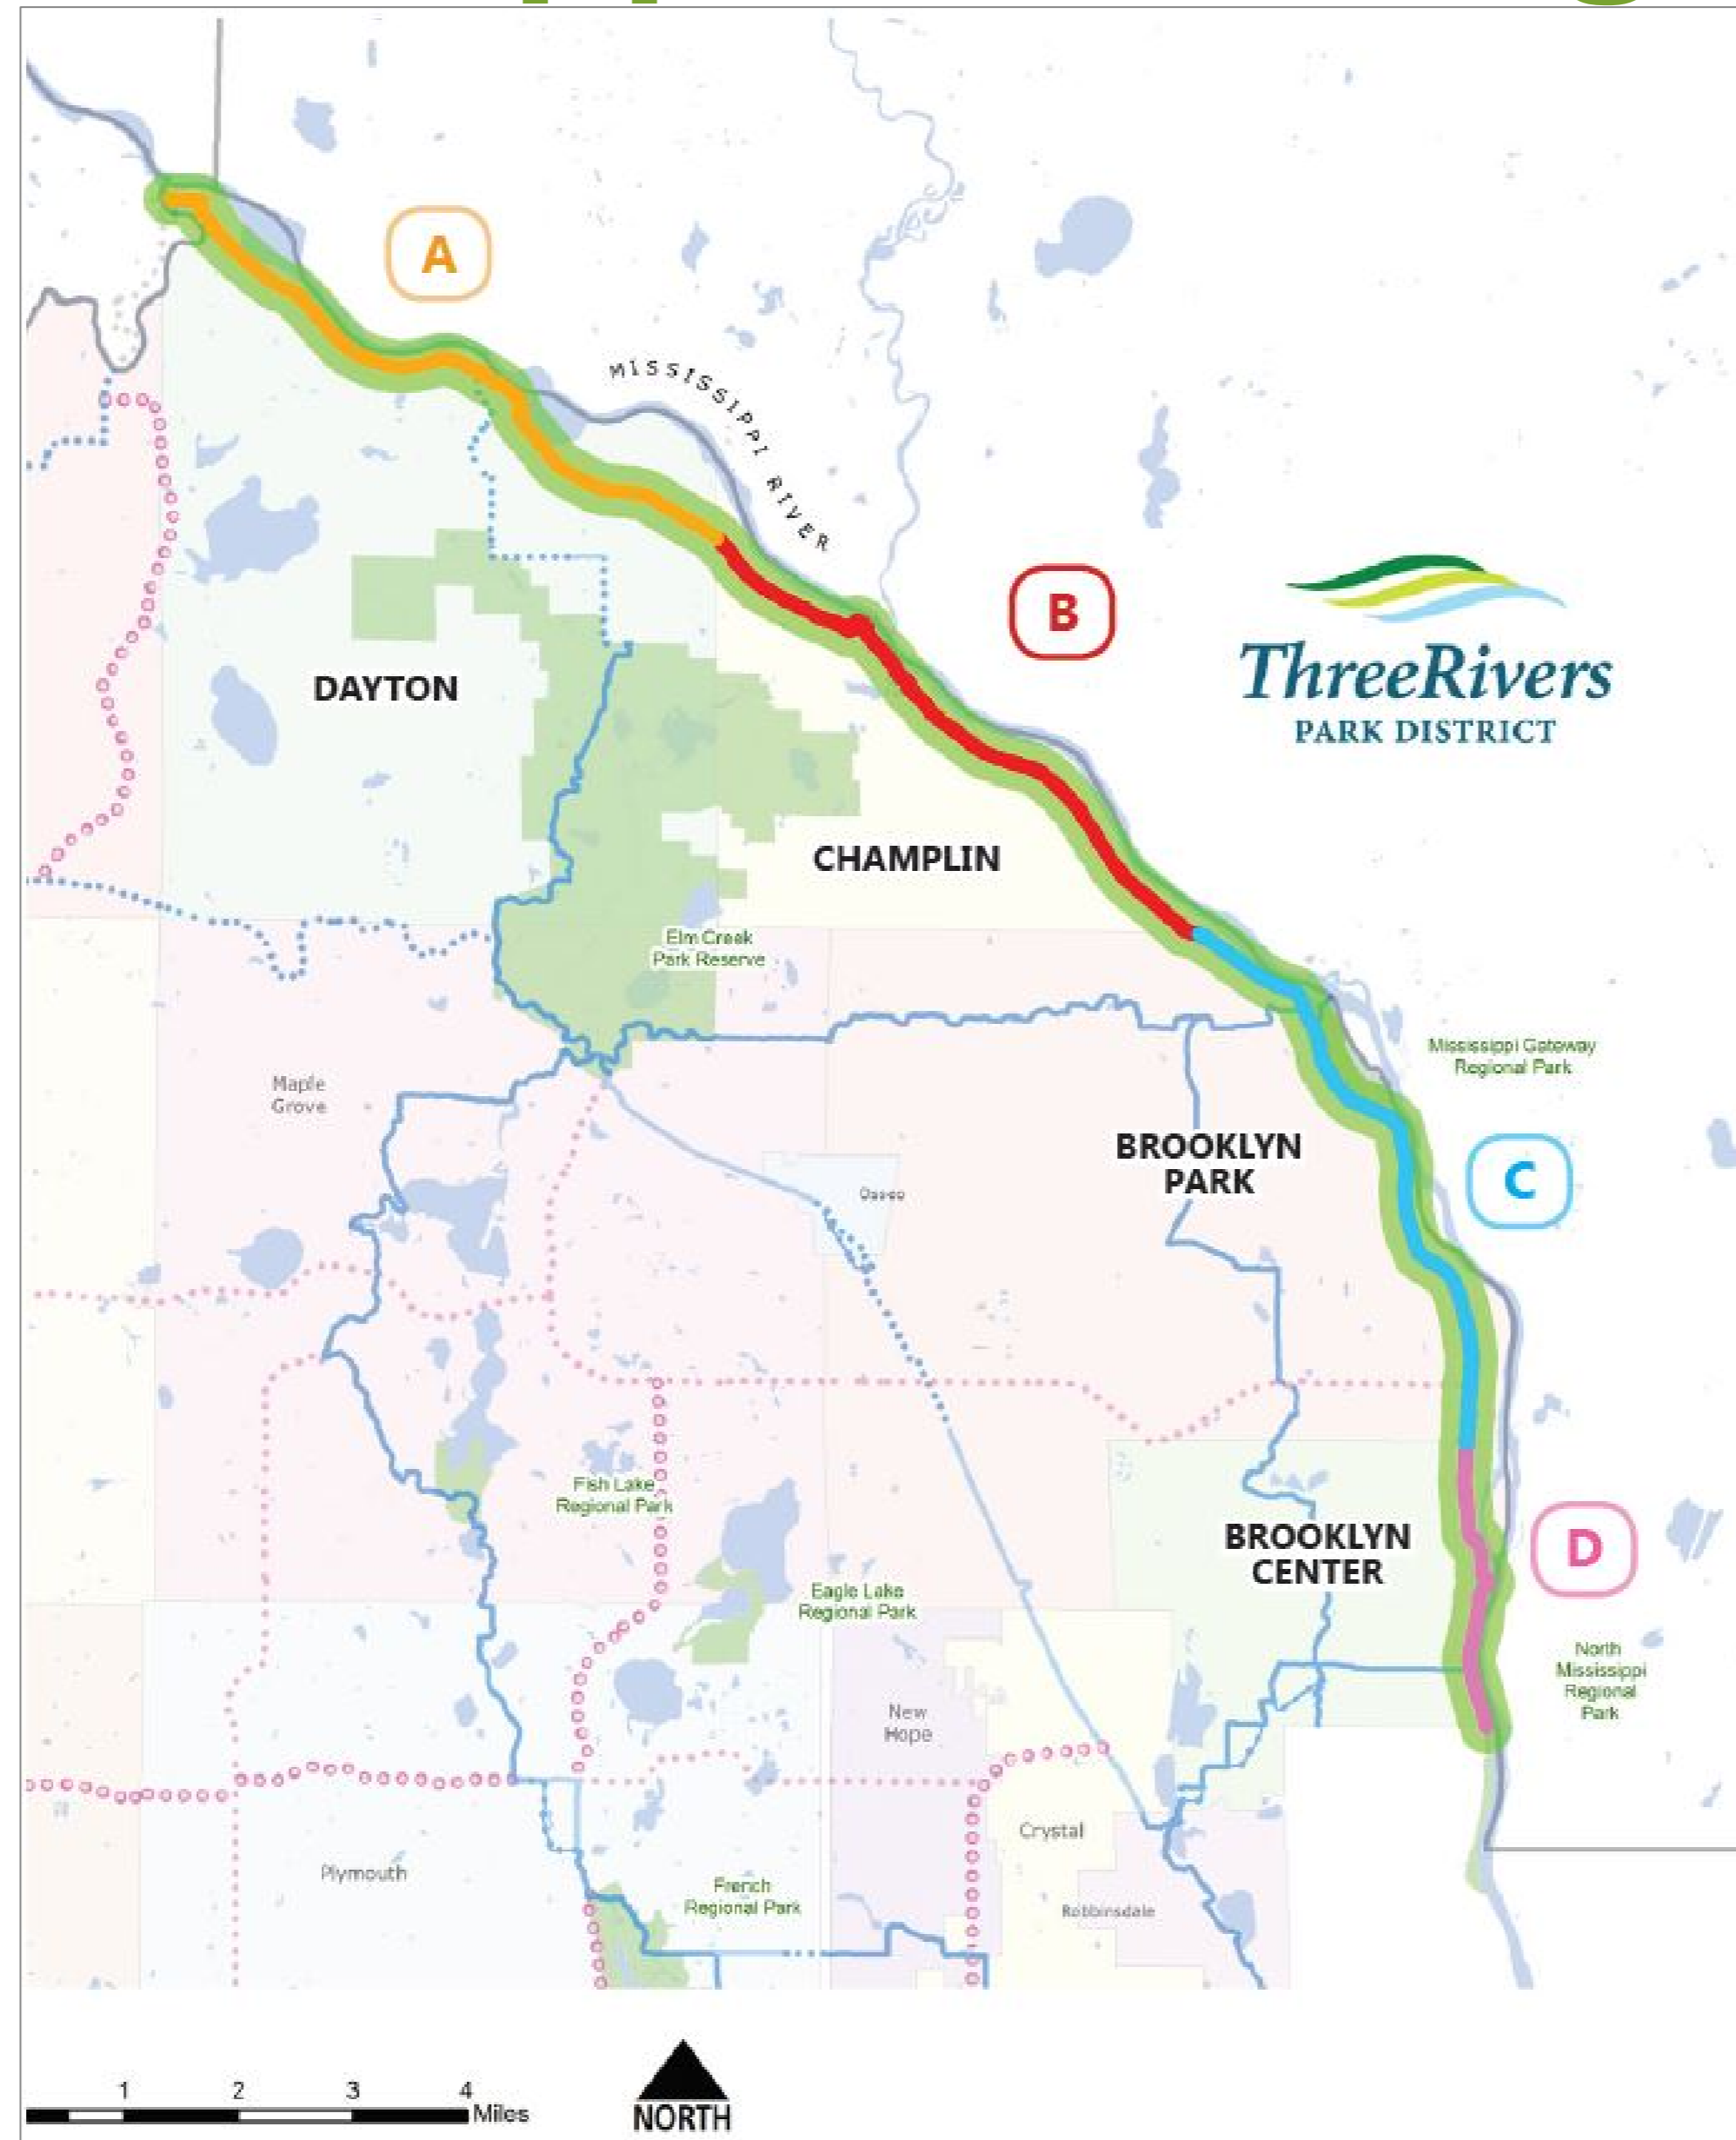 A
MISSISSIPPI RIVER
B
ThreeRivers
PARK DISTRICT
DAYTON
CHAMPLIN
Elm Creek
Park Reserve
Mississippi Gateway
Regional Park
Maple
Grove
BROOKLYN
PARK
C
Osseo
Fish Lake
Regional Park
BROOKLYN
CENTER
D
Eagle Lake
Regional Park
North
Mississippi
Regional
Park
New
Hope
Crystal
Plymouth
French
Regional Park
Robbinsdale
1 2 3 4
Miles
NORTH